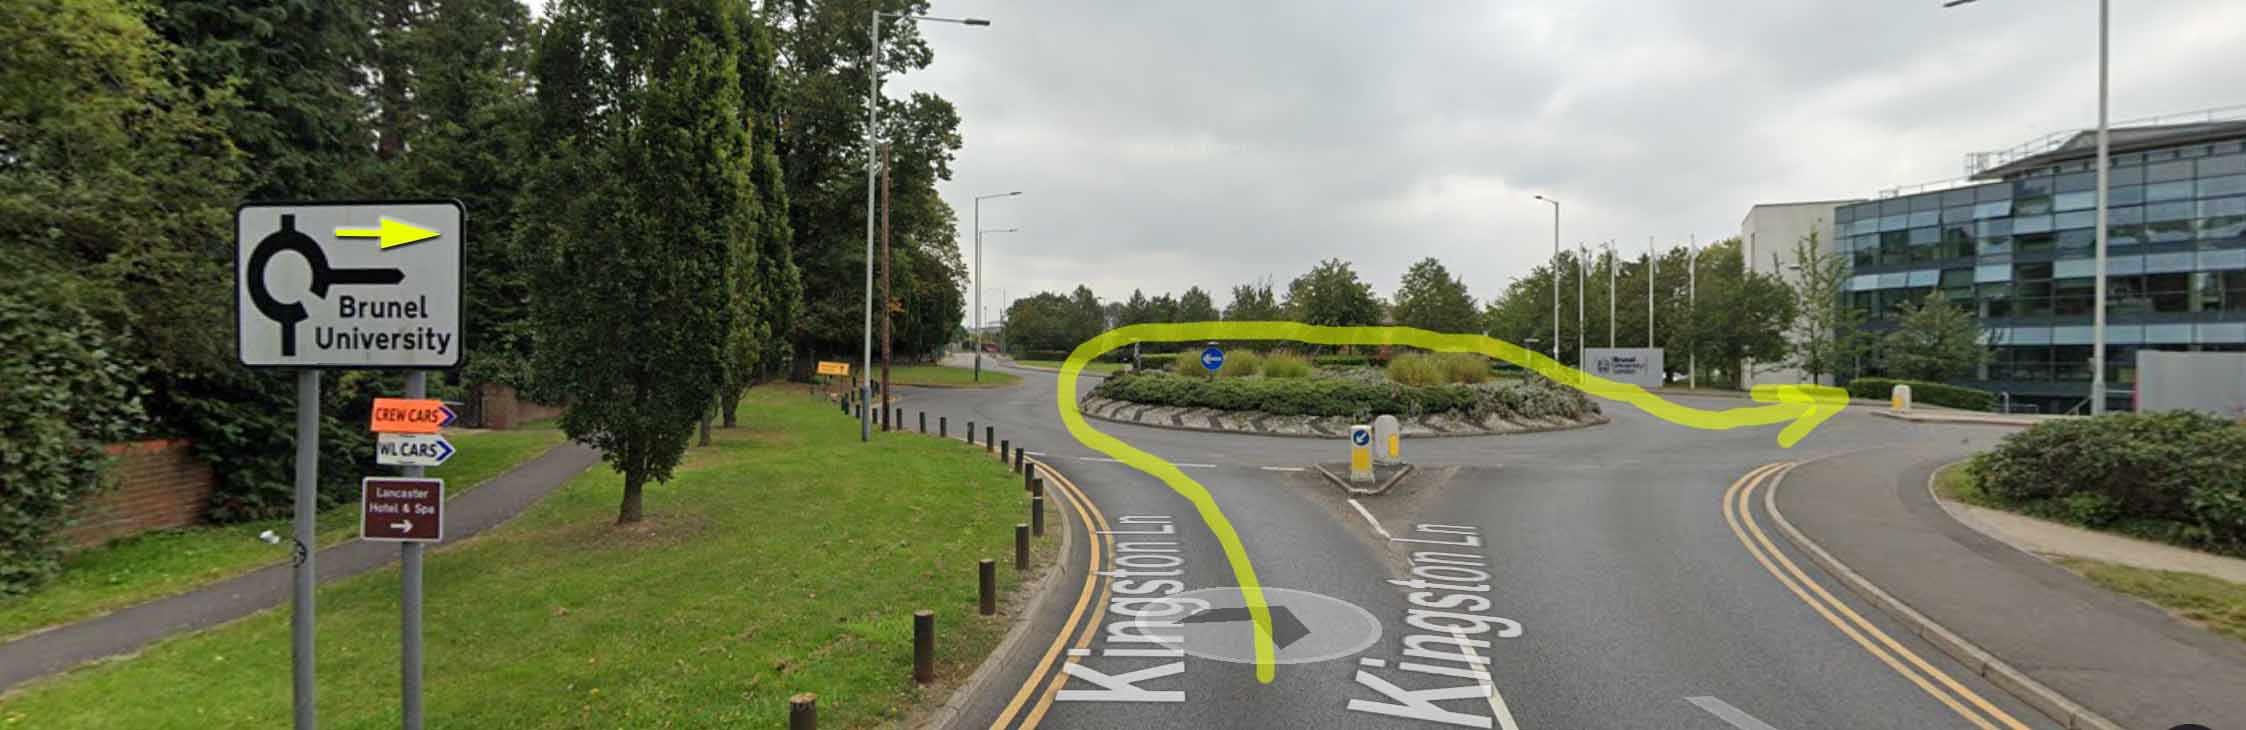 Brunel
University
CREW CARS
WL CARS
Lancaster
Hotel & Spa
Brunel
University
London
Kingston Ln
Kingston Ln